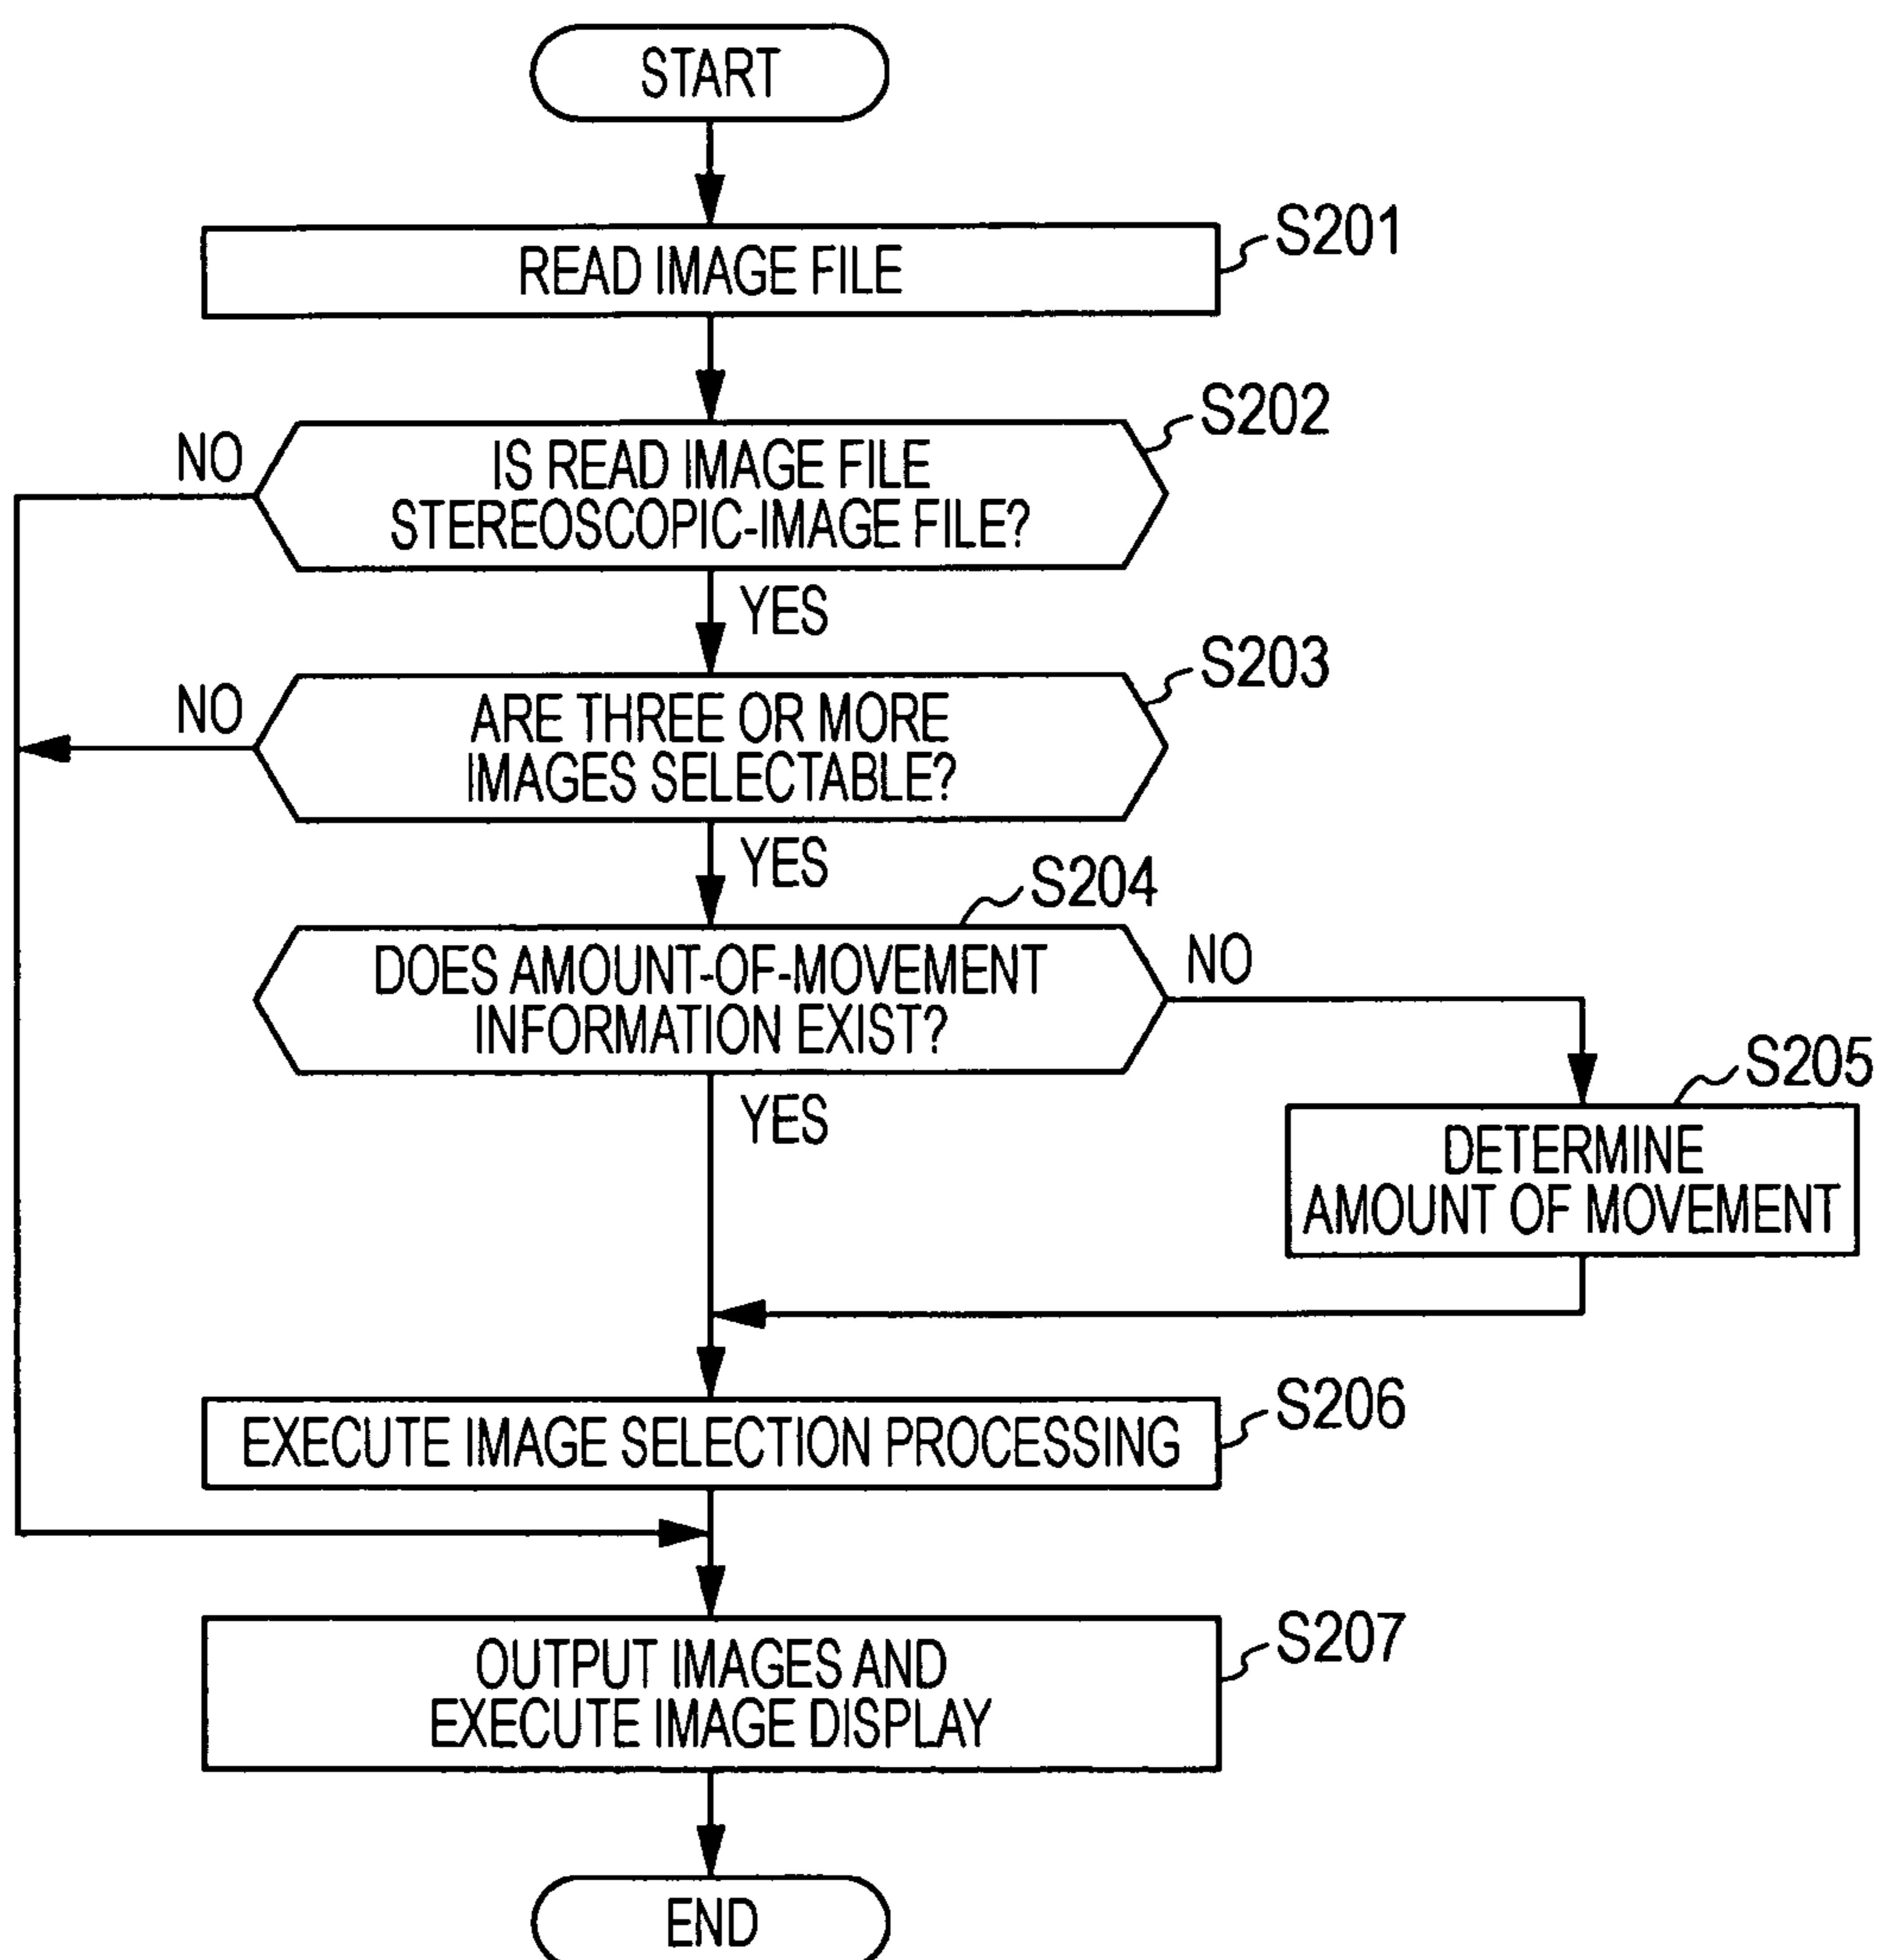 START
READ IMAGE FILE
S201
S202
NO
IS READ IMAGE FILE
STEREOSCOPIC-IMAGE FILE?
YES
S203
NO
ARE THREE OR MORE
IMAGES SELECTABLE?
YES
S204
DOES AMOUNT-OF-MOVEMENT
INFORMATION EXIST?
NO
YES
S205
DETERMINE
AMOUNT OF MOVEMENT
S206
EXECUTE IMAGE SELECTION PROCESSING
S207
OUTPUT IMAGES AND
EXECUTE IMAGE DISPLAY
END